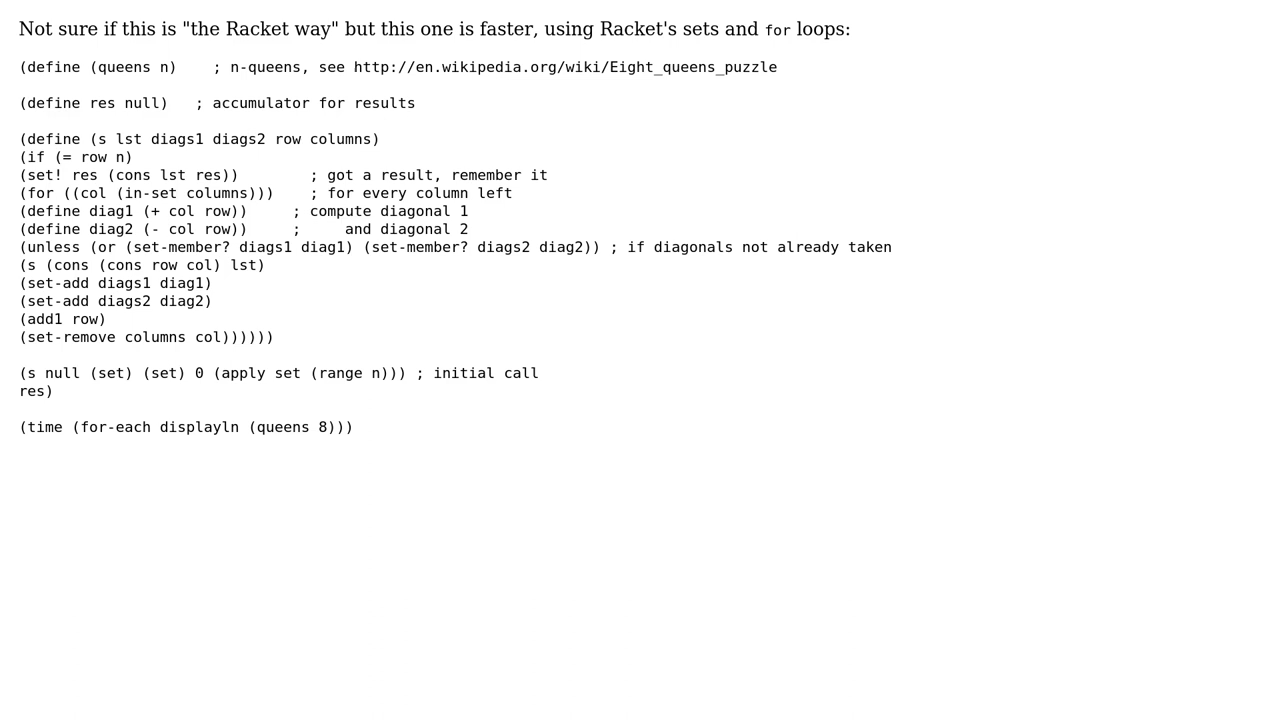 Not sure if this is "the Racket way" but this one is faster, using Racket's sets and for loops:
(define (queens n)    ; n-queens, see http://en.wikipedia.org/wiki/Eight_queens_puzzle
(define res null)   ; accumulator for results
(define (s lst diags1 diags2 row columns)
(if (= row n)
(set! res (cons lst res))        ; got a result, remember it
(for ((col (in-set columns)))    ; for every column left
(define diag1 (+ col row))     ; compute diagonal 1
(define diag2 (- col row))     ;     and diagonal 2
(unless (or (set-member? diags1 diag1) (set-member? diags2 diag2)) ; if diagonals not already taken
(s (cons (cons row col) lst)
(set-add diags1 diag1)
(set-add diags2 diag2)
(add1 row)
(set-remove columns col))))))
(s null (set) (set) 0 (apply set (range n))) ; initial call
res)
(time (for-each displayln (queens 8)))